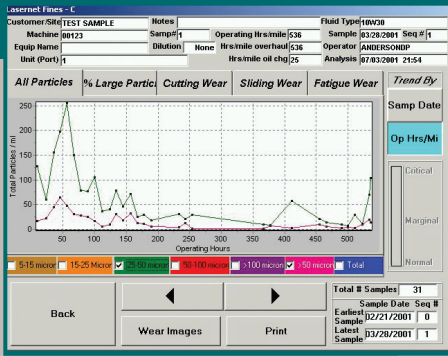 Lasernet Fines - C
Customer/Site TEST SAMPLE Notes Fluid Type 10W30
Machine 00123 Samp# 1 Operating Hrs/mile 536 Sample 03/28/2001 Seq # 1
Equip Name Dilution None Hrs/mile overhaul 536 Operator ANDERSONDP
Unit (Port) 1 Hrs/mile oil chg 25 Analysis 07/03/2001 21:54
All Particles % Large Partic Cutting Wear Sliding Wear Fatigue Wear Trend By
Samp Date
Op Hrs/Mi
Critical
Marginal
Normal
Total Particles / ml
250
200
150
100
50
0
50 100 150 200 250 300 350 400 450 500
Operating Hours
5-15 micron 15-25 Micron 25-50 micron 50-100 micron >100 micron >50 micron Total
Total # Samples 31
Sample Date Seq #
Earliest Sample 02/21/2001 0
Latest Sample 03/28/2001 1
Back
Wear Images
Print